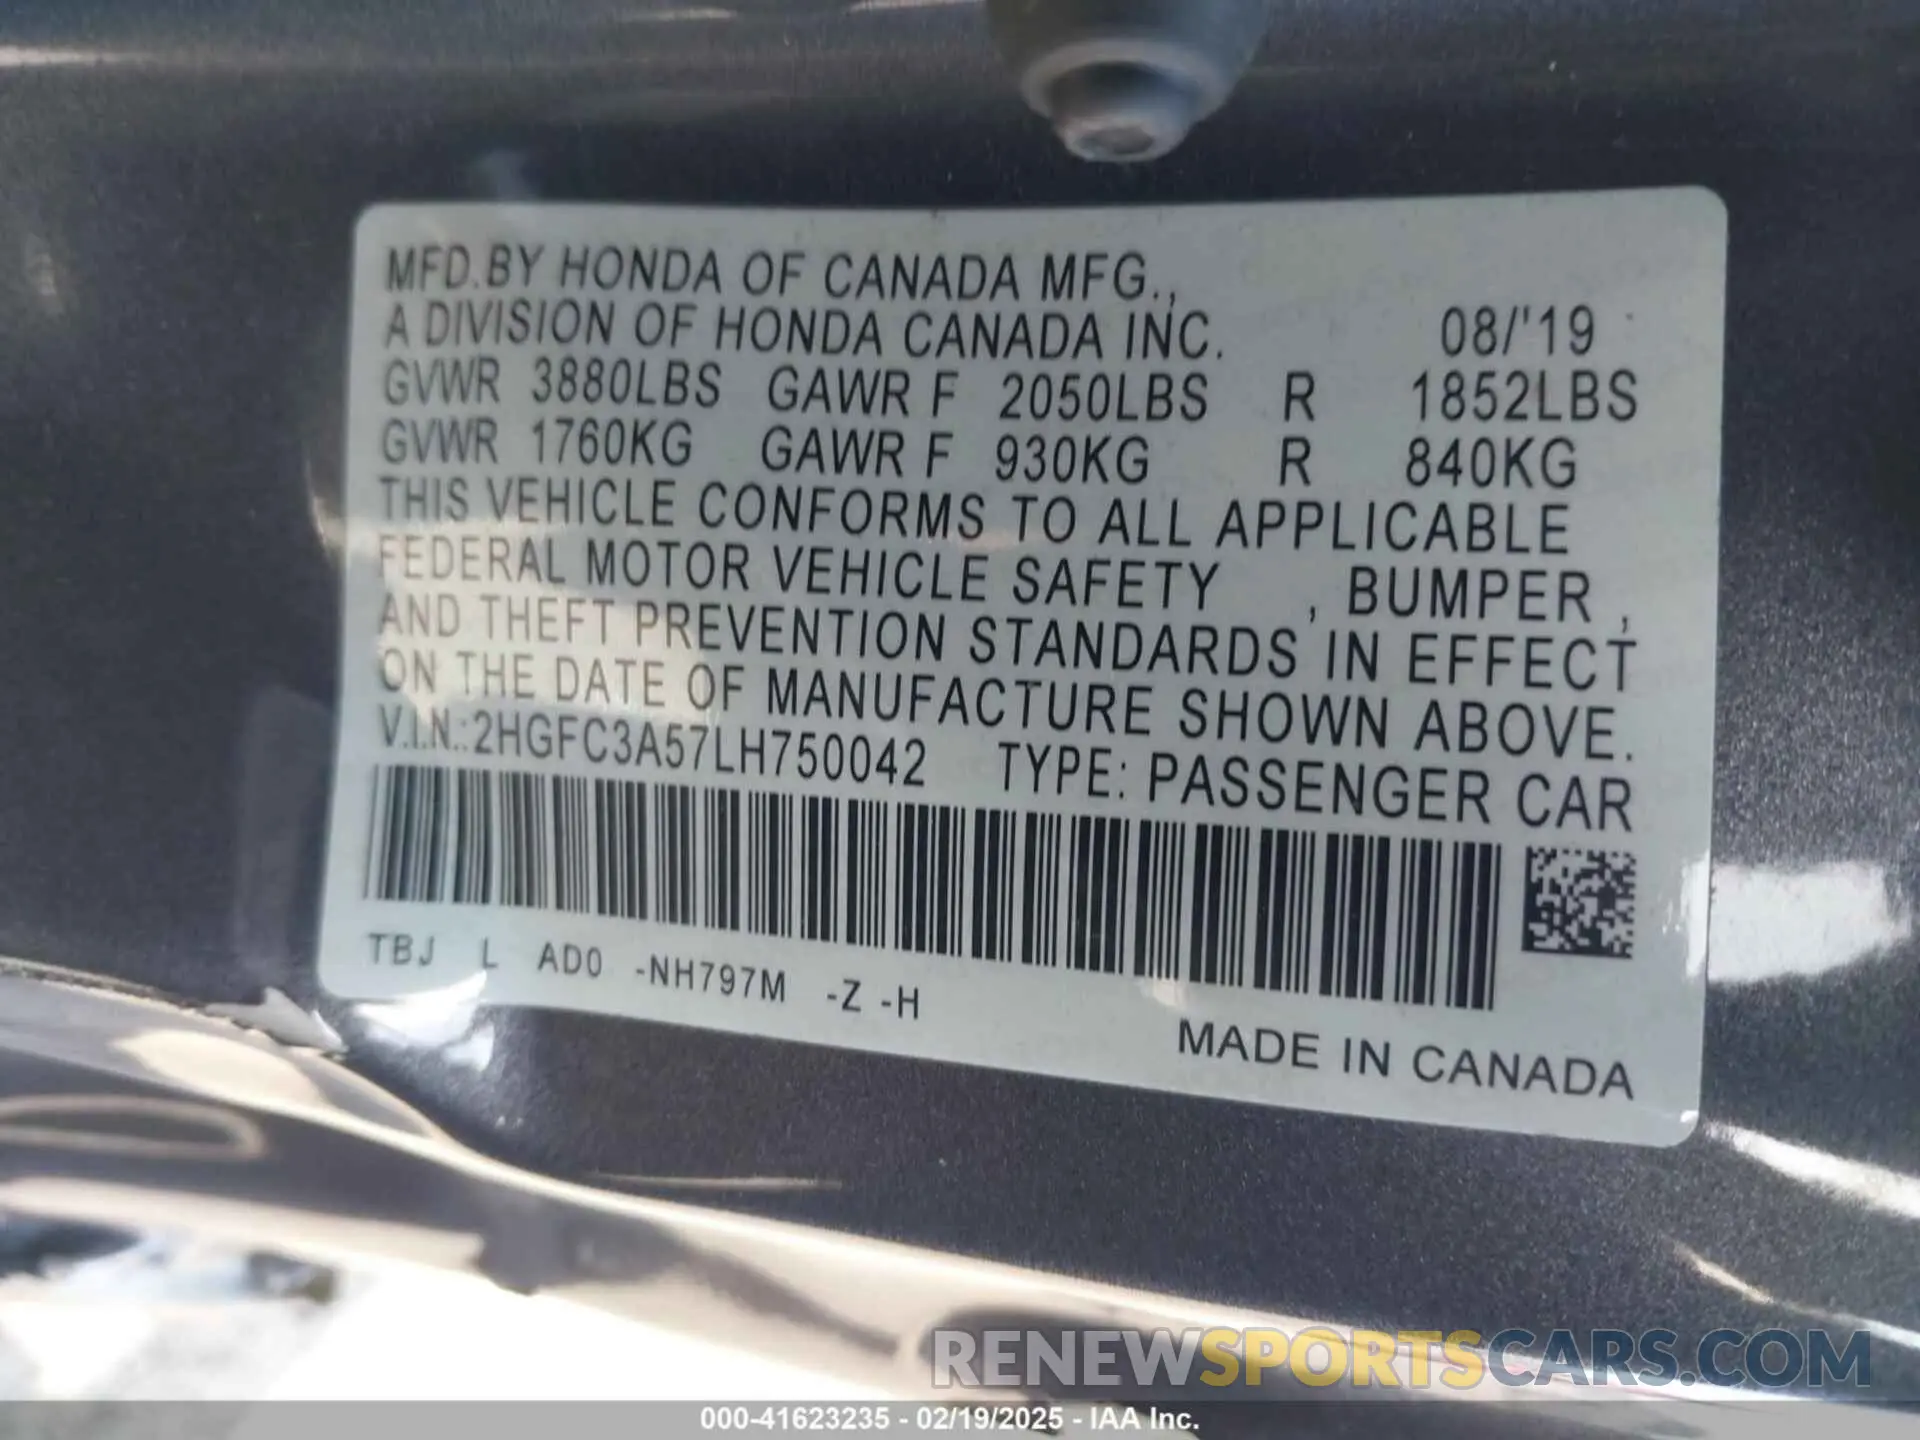 MFD.BY HONDA OF CANADA MFG.,
A DIVISION OF HONDA CANADA INC. 08/'19
GVWR 3880LBS GAWR F 2050LBS R 1852LBS
GVWR 1760KG GAWR F 930KG R 840KG
THIS VEHICLE CONFORMS TO ALL APPLICABLE
FEDERAL MOTOR VEHICLE SAFETY , BUMPER ,
AND THEFT PREVENTION STANDARDS IN EFFECT
ON THE DATE OF MANUFACTURE SHOWN ABOVE.
V.I.N.:2HGFC3A57LH750042 TYPE: PASSENGER CAR
TBJ L AD0 -NH797M -Z -H
MADE IN CANADA
RENEWSPORTSCARS.COM
000-41623235 - 02/19/2025 - IAA Inc.